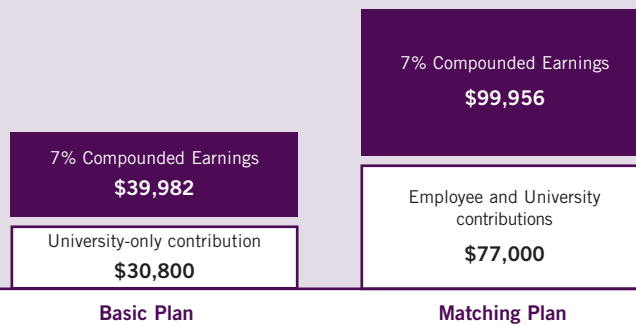 7% Compounded Earnings
$39,982
University-only contribution
$30,800
Basic Plan
7% Compounded Earnings
$99,956
Employee and University
contributions
$77,000
Matching Plan